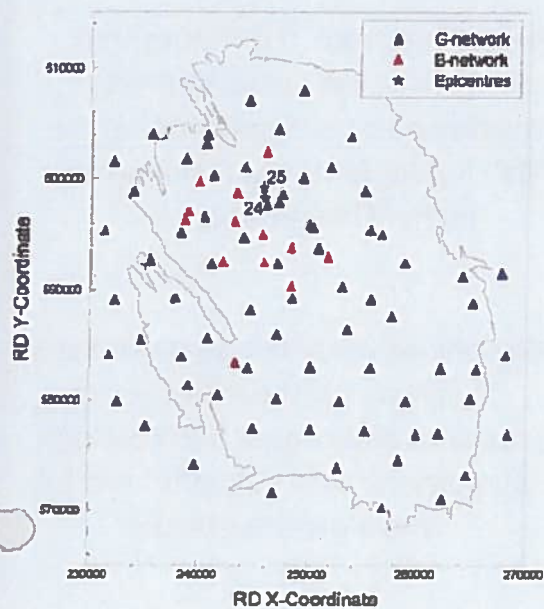 G-network
B-network
Epicentres
610000
600000
25
24
590000
580000
570000
RD Y-Coordinate
230000 240000 250000 260000 270000
RD X-Coordinate